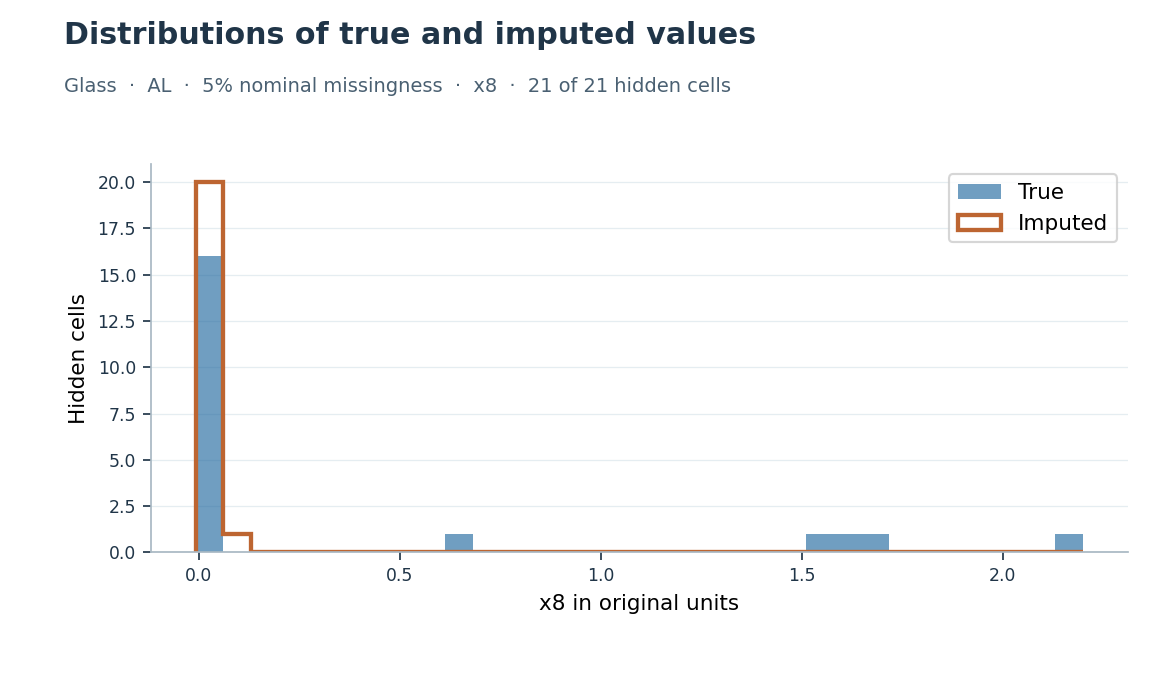 Distributions of true and imputed values
Glass · AL · 5% nominal missingness · x8 · 21 of 21 hidden cells
True
Imputed
Hidden cells
20.0
17.5
15.0
12.5
10.0
7.5
5.0
2.5
0.0
0.0 0.5 1.0 1.5 2.0
x8 in original units